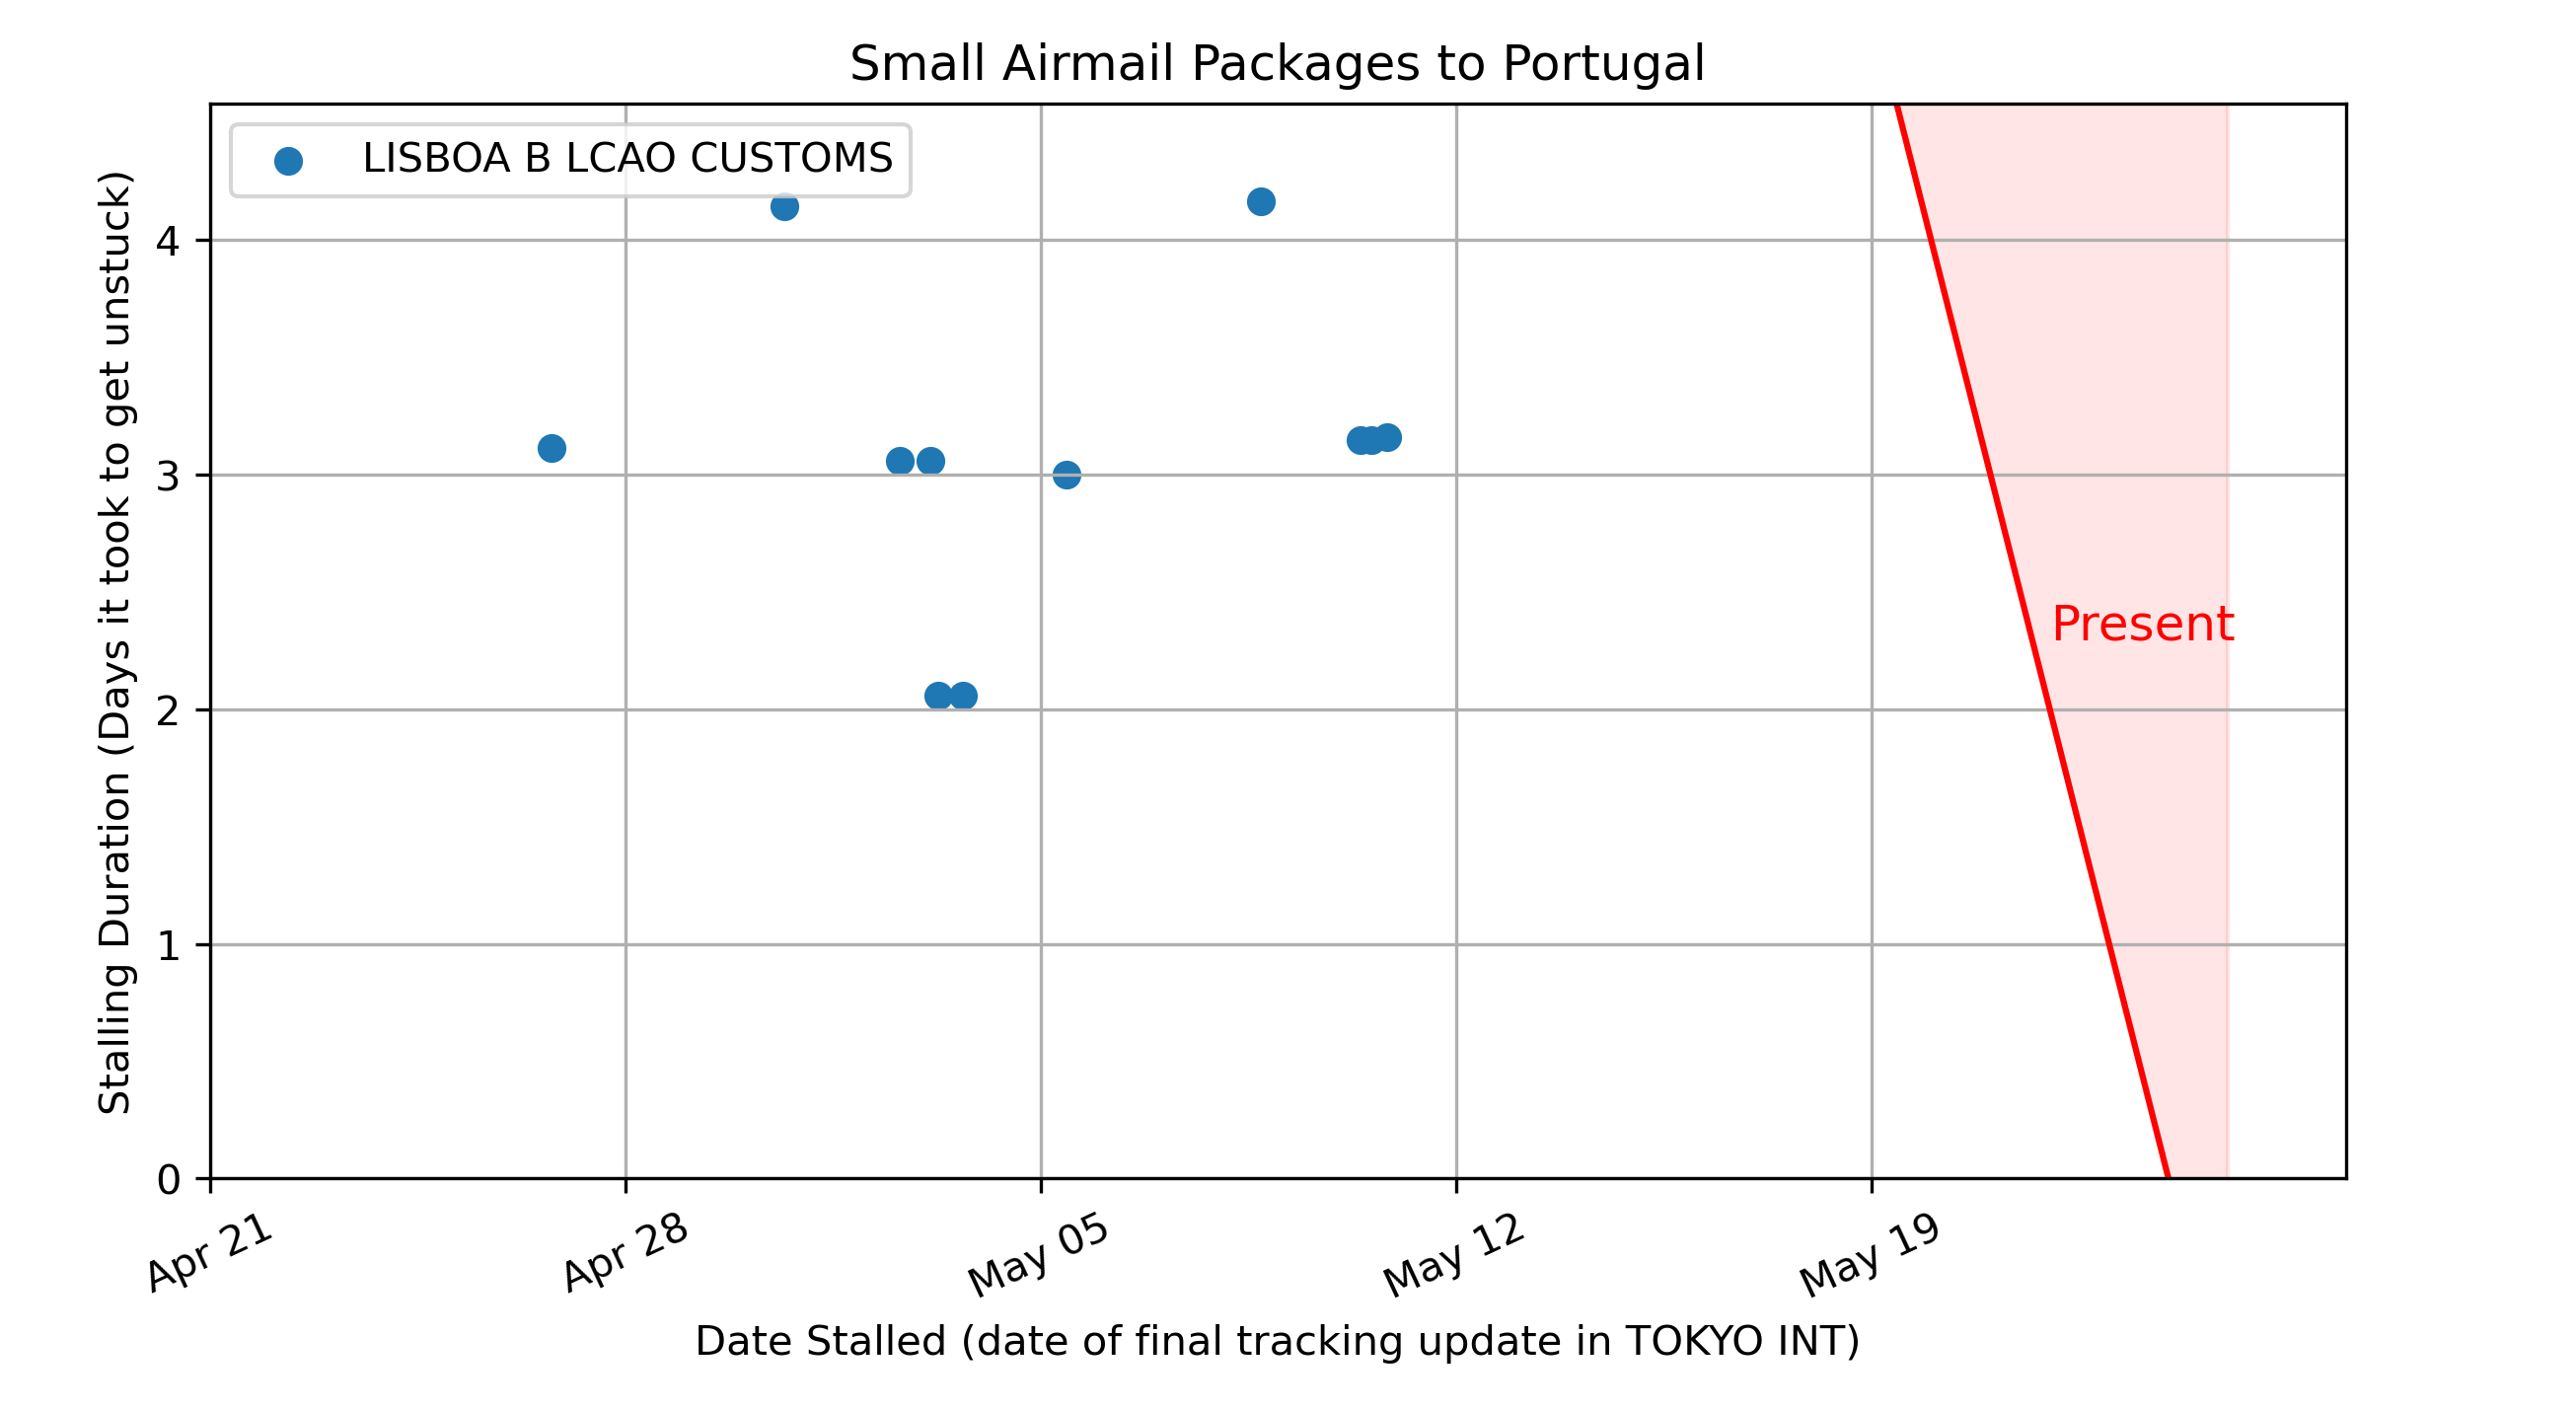 Small Airmail Packages to Portugal
LISBOA B LCAO CUSTOMS
Stalling Duration (Days it took to get unstuck)
4
3
2
1
0
Present
Apr 21
Apr 28
May 05
May 12
May 19
Date Stalled (date of final tracking update in TOKYO INT)